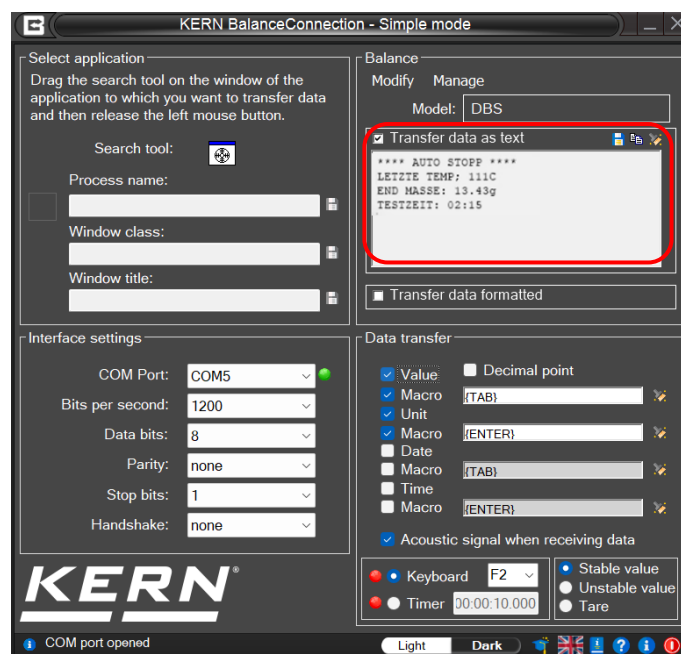 KERN BalanceConnection - Simple mode
Select application
Drag the search tool on the window of the
application to which you want to transfer data
and then release the left mouse button.
Search tool:
Process name:
Window class:
Window title:
Balance
Modify Manage
Model: DBS
Transfer data as text
**** AUTO STOPP ****
LETZTE TEMP; 111C
END MASSE: 13.43g
TESTZEIT: 02:15
Transfer data formatted
Interface settings
COM Port: COM5
Bits per second: 1200
Data bits: 8
Parity: none
Stop bits: 1
Handshake: none
Data transfer
Value Decimal point
Macro {TAB}
Unit
Macro {ENTER}
Date
Macro {TAB}
Time
Macro {ENTER}
Acoustic signal when receiving data
Keyboard F2
Timer 00:00:10.000
Stable value
Unstable value
Tare
KERN®
COM port opened
Light Dark